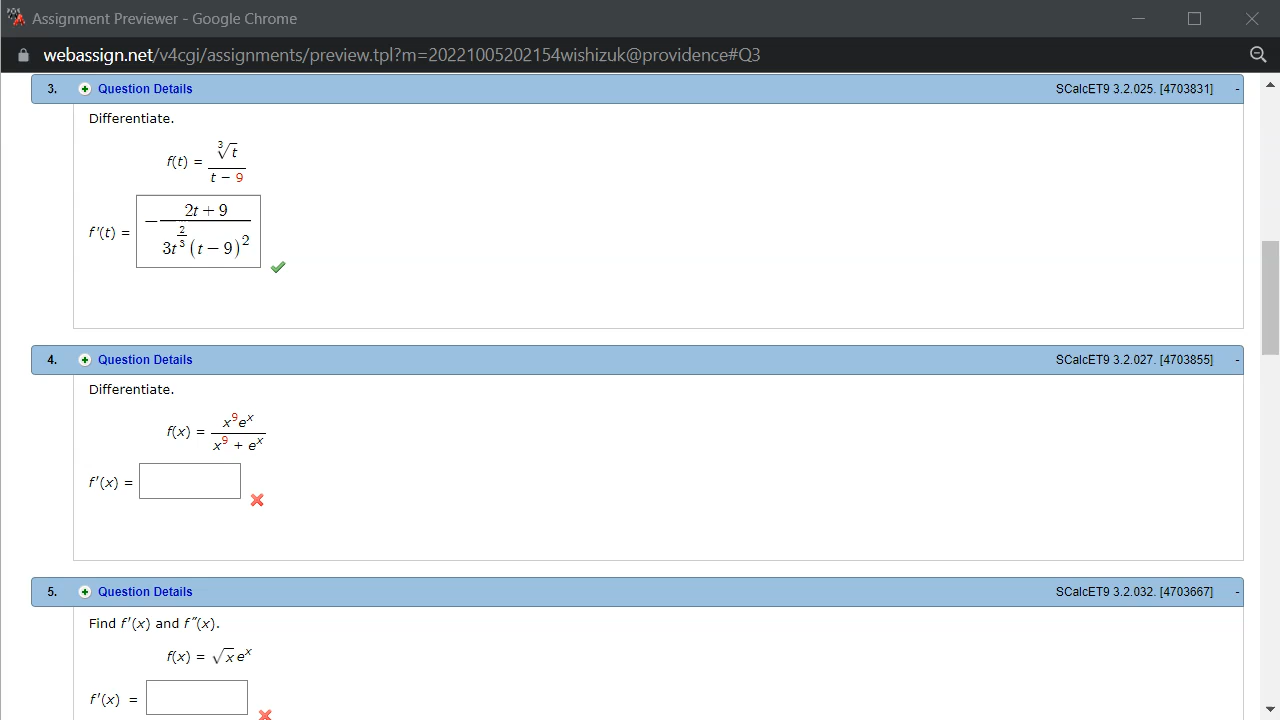 Assignment Previewer - Google Chrome
webassign.net/v4cgi/assignments/preview.tpl?m=20221005202154wishizuk@providence#Q3
3. Question Details SCalcET9 3.2.025. [4703831] -
Differentiate.
f(t) = ∛t / (t − 9)
f'(t) = −(2t + 9) / (3t^(2/3) (t − 9)^2)
4. Question Details SCalcET9 3.2.027. [4703855] -
Differentiate.
f(x) = x^9 e^x / (x^9 + e^x)
f'(x) =
5. Question Details SCalcET9 3.2.032. [4703667] -
Find f'(x) and f″(x).
f(x) = √x e^x
f'(x) =